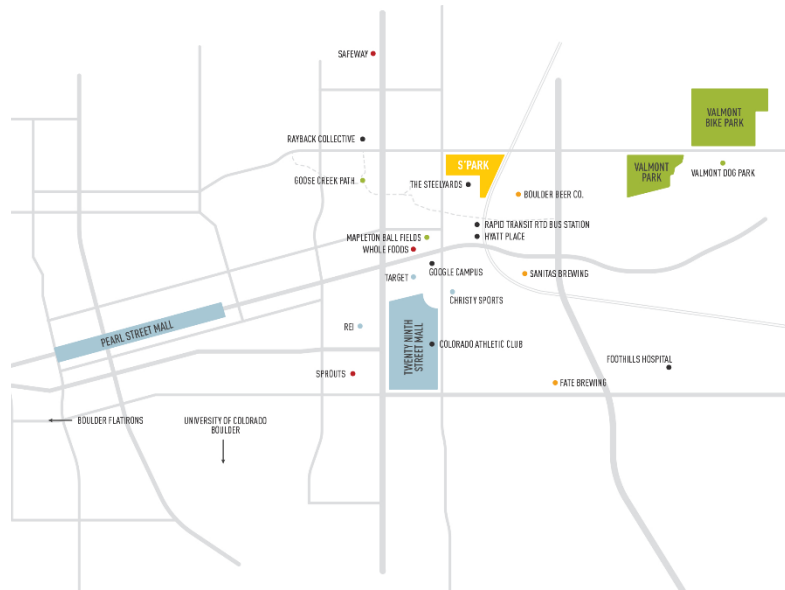 SAFEWAY
VALMONT
BIKE PARK
RAYBACK COLLECTIVE
S'PARK
VALMONT
PARK
VALMONT DOG PARK
GOOSE CREEK PATH
THE STEELYARDS
BOULDER BEER CO.
RAPID TRANSIT RTD BUS STATION
HYATT PLACE
MAPLETON BALL FIELDS
WHOLE FOODS
GOOGLE CAMPUS
TARGET
SANITAS BREWING
CHRISTY SPORTS
PEARL STREET MALL
REI
TWENTY NINTH
STREET MALL
COLORADO ATHLETIC CLUB
FOOTHILLS HOSPITAL
SPROUTS
FATE BREWING
BOULDER FLATIRONS
UNIVERSITY OF COLORADO
BOULDER